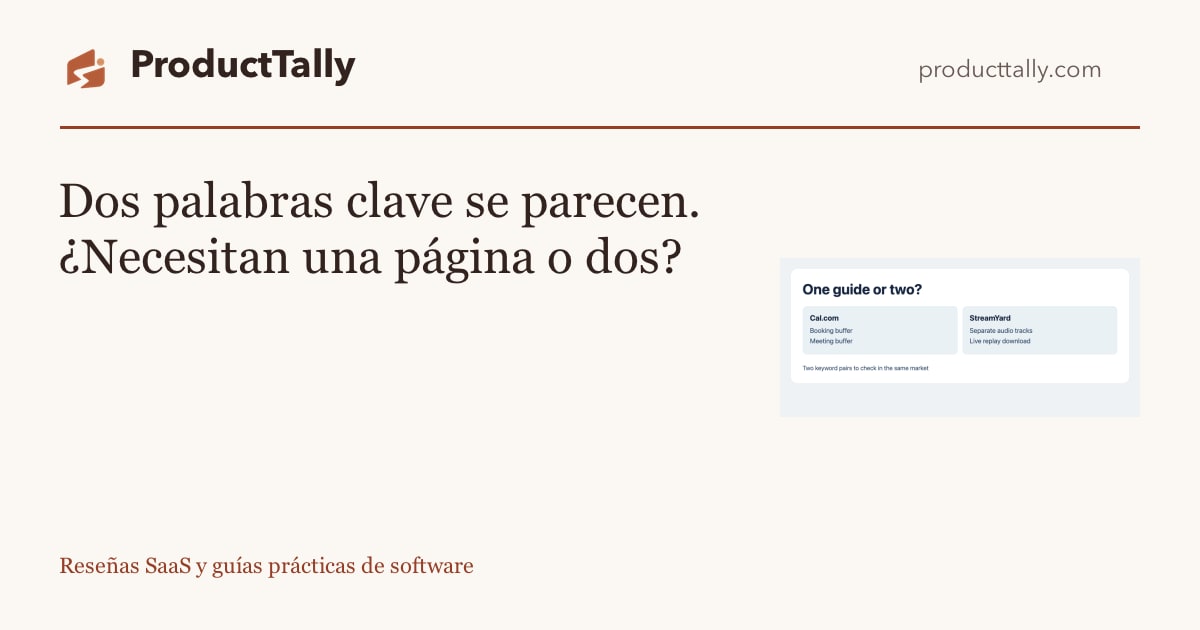 ProductTally
producttally.com
Dos palabras clave se parecen.
¿Necesitan una página o dos?
One guide or two?
Cal.com
Booking buffer
Meeting buffer
StreamYard
Separate audio tracks
Live replay download
Two keyword pairs to check in the same market
Reseñas SaaS y guías prácticas de software